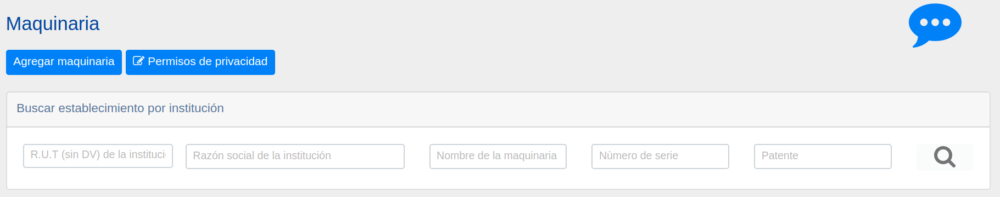 Maquinaria
Agregar maquinaria
Permisos de privacidad
Buscar establecimiento por institución
R.U.T (sin DV) de la instituci
Razón social de la institución
Nombre de la maquinaria
Nùmero de serie
Patente